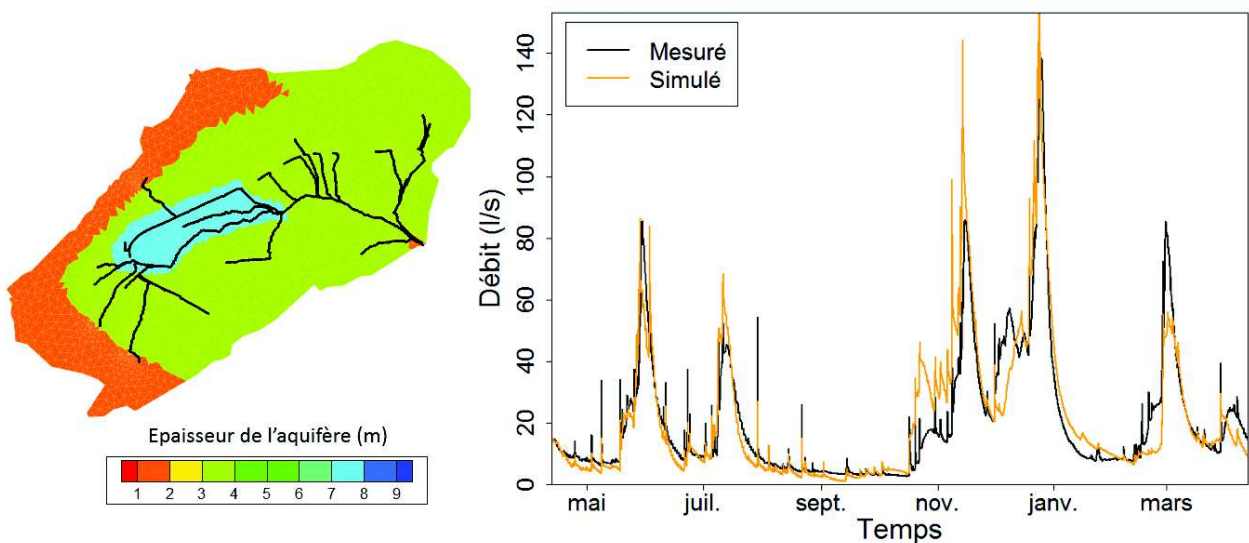 Epaisseur de l'aquifère (m)
1 2 3 4 5 6 7 8 9
Mesuré
Simulé
Débit (l/s)
140
120
100
80
60
40
20
0
mai juil. sept. nov. janv. mars
Temps